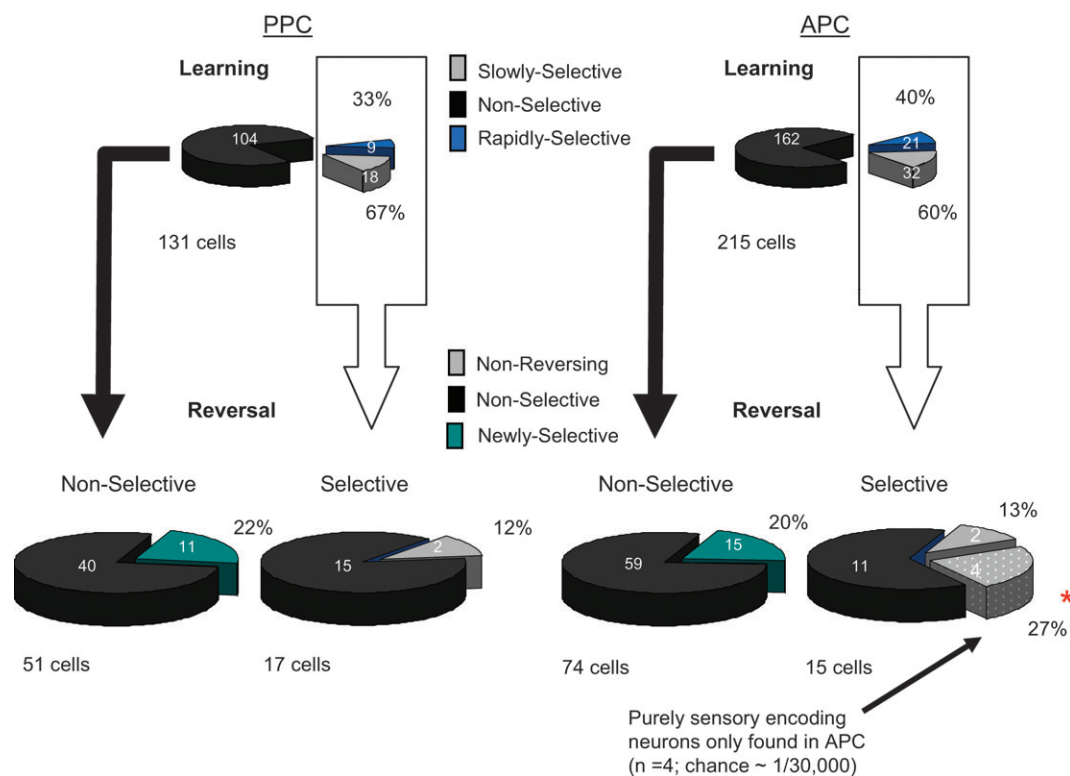 PPC
APC
Learning
33%
Slowly-Selective
Non-Selective
Rapidly-Selective
Learning
40%
104
9
18
162
21
32
67%
60%
131 cells
215 cells
Non-Reversing
Non-Selective
Newly-Selective
Reversal
Reversal
Non-Selective
Selective
Non-Selective
Selective
22%
12%
20%
13%
40
11
15
2
59
15
11
2
4
*
27%
51 cells
17 cells
74 cells
15 cells
Purely sensory encoding
neurons only found in APC
(n =4; chance ~ 1/30,000)